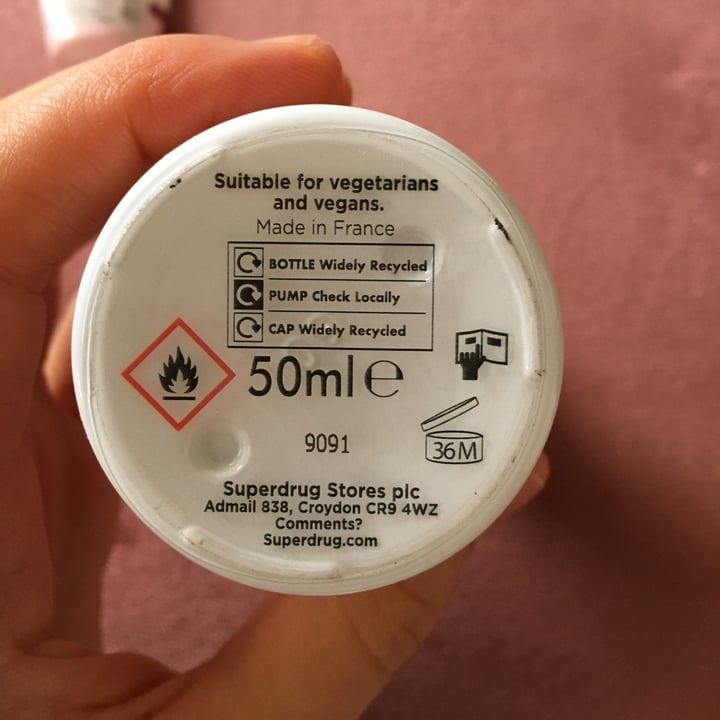 Suitable for vegetarians
and vegans.
Made in France
BOTTLE Widely Recycled
PUMP Check Locally
CAP Widely Recycled
50ml e
36M
9091
Superdrug Stores plc
Admail 838, Croydon CR9 4WZ
Comments?
Superdrug.com